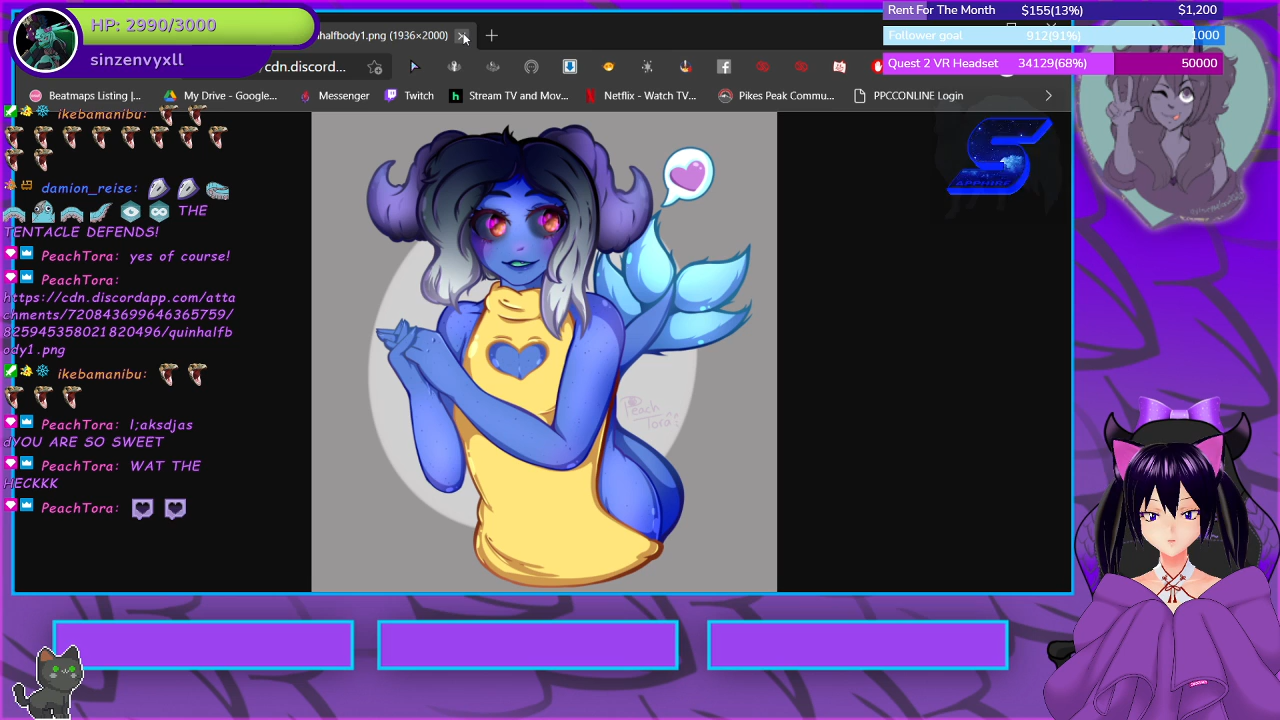 HP: 2990/3000
sinzenvyxll
halfbody1.png (1936×2000)
/cdn.discord...
Beatmaps Listing |...
My Drive - Google...
Messenger
Twitch
Stream TV and Mov...
Netflix - Watch TV...
Pikes Peak Commu...
PPCCONLINE Login
Rent For The Month $155(13%) $1,200
Follower goal 912(91%) 1000
Quest 2 VR Headset 34129(68%) 50000
ikebamanibu:
damion_reise:
THE
TENTACLE DEFENDS!
PeachTora: yes of course!
PeachTora:
https://cdn.discordapp.com/atta
chments/720843699646365759/
825945358021820496/quinhalfb
ody1.png
ikebamanibu:
PeachTora: l;aksdjas
dYOU ARE SO SWEET
PeachTora: WAT THE
HECKKK
PeachTora:
Peach
Tora
S
APPHIRE